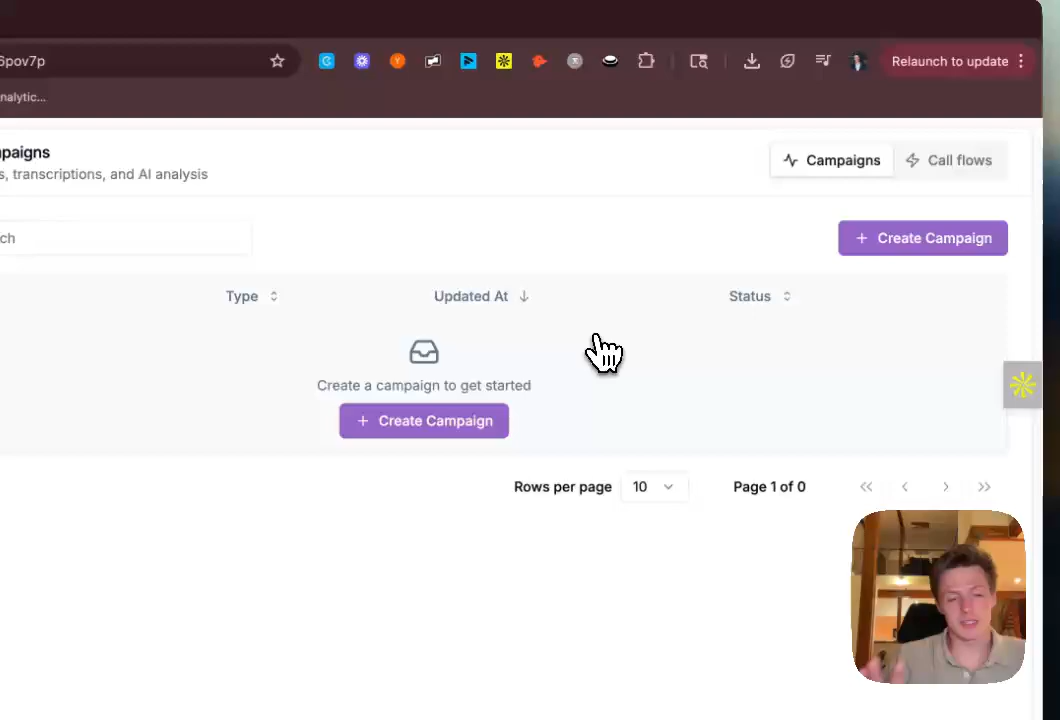 6pov7p
Relaunch to update
nalytic...
paigns
s, transcriptions, and AI analysis
Campaigns
Call flows
ch
+ Create Campaign
Type
Updated At
Status
Create a campaign to get started
+ Create Campaign
Rows per page
10
Page 1 of 0